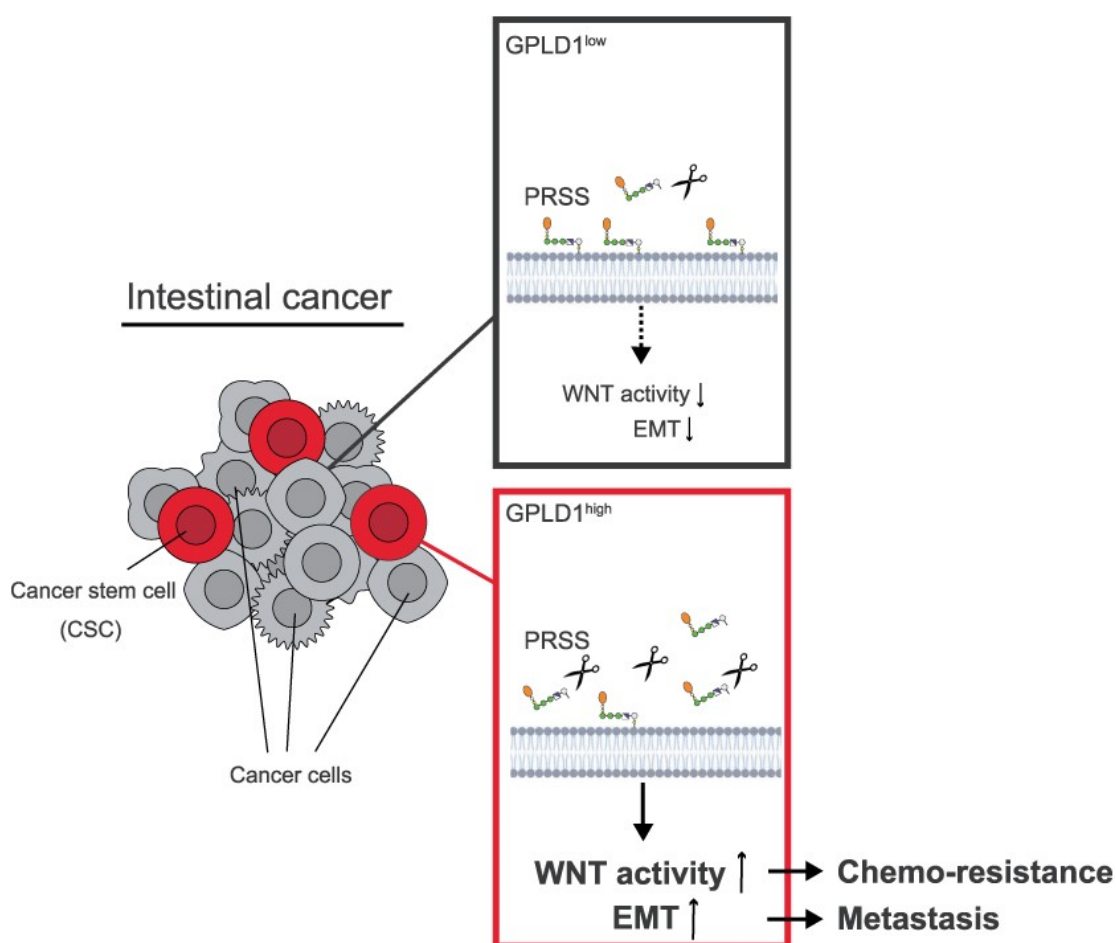 GPLD1low
PRSS
Intestinal cancer
WNT activity ↓
EMT ↓
GPLD1high
Cancer stem cell
(CSC)
PRSS
Cancer cells
WNT activity ↑ → Chemo-resistance
EMT ↑ → Metastasis